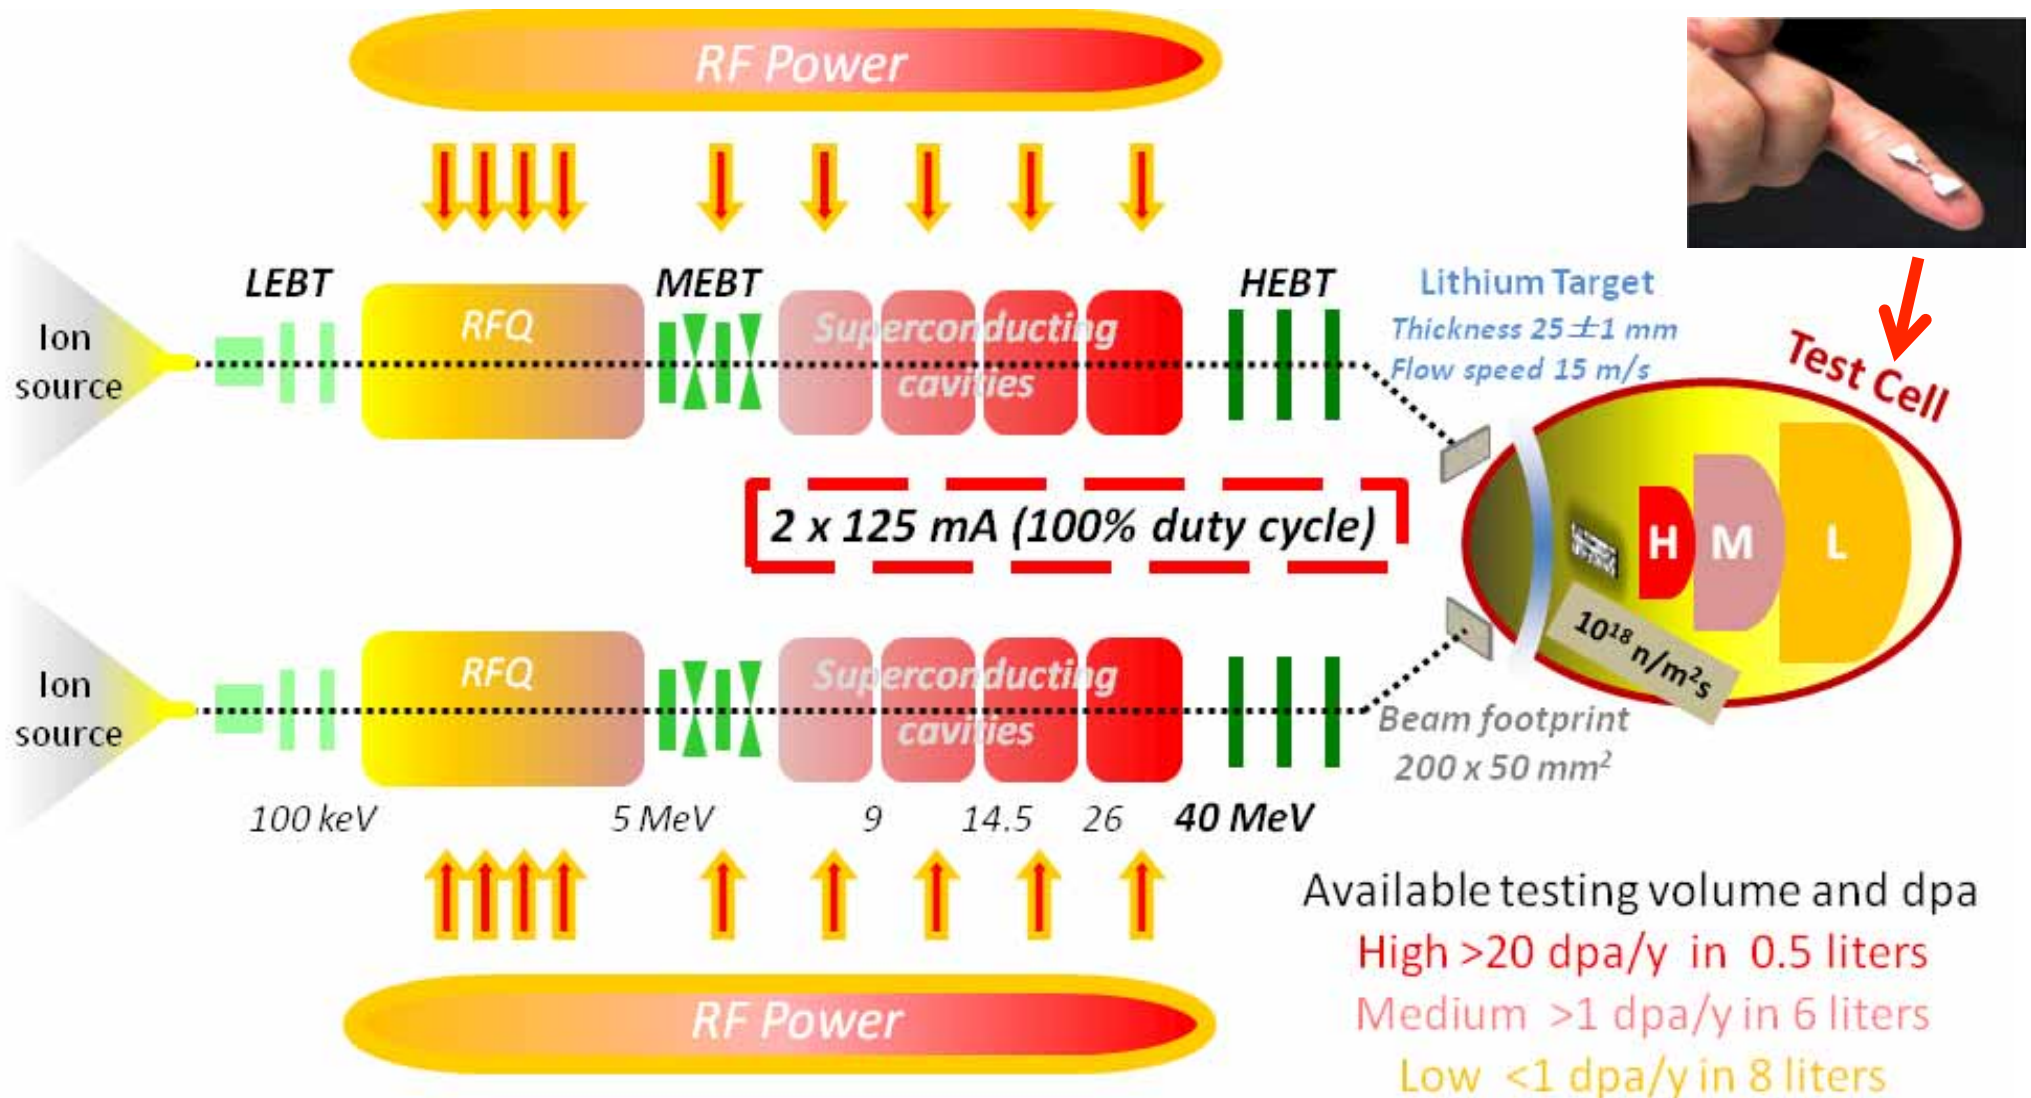 RF Power
LEBT
RFQ
MEBT
Superconducting
cavities
HEBT
Ion
source
Lithium Target
Thickness 25±1 mm
Flow speed 15 m/s
Test Cell
2 x 125 mA (100% duty cycle)
H
M
L
10¹⁸ n/m²s
Ion
source
RFQ
Superconducting
cavities
Beam footprint
200 x 50 mm²
100 keV
5 MeV
9
14.5
26
40 MeV
RF Power
Available testing volume and dpa
High >20 dpa/y in 0.5 liters
Medium >1 dpa/y in 6 liters
Low <1 dpa/y in 8 liters